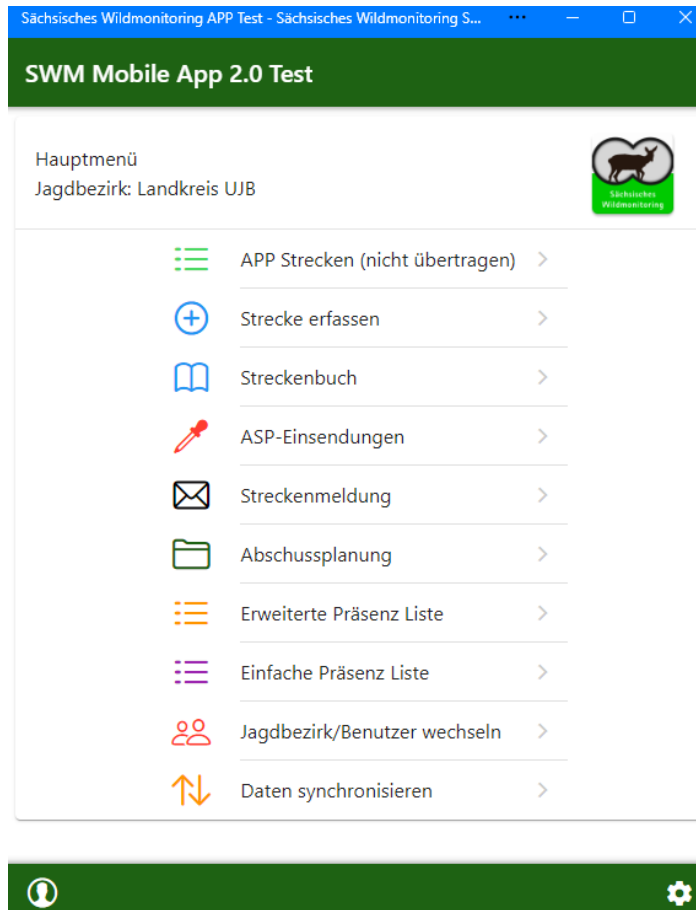 Sächsisches Wildmonitoring APP Test - Sächsisches Wildmonitoring S...
SWM Mobile App 2.0 Test
Hauptmenü
Jagdbezirk: Landkreis UJB
Sächsisches
Wildmonitoring
APP Strecken (nicht übertragen)
Strecke erfassen
Streckenbuch
ASP-Einsendungen
Streckenmeldung
Abschussplanung
Erweiterte Präsenz Liste
Einfache Präsenz Liste
Jagdbezirk/Benutzer wechseln
Daten synchronisieren